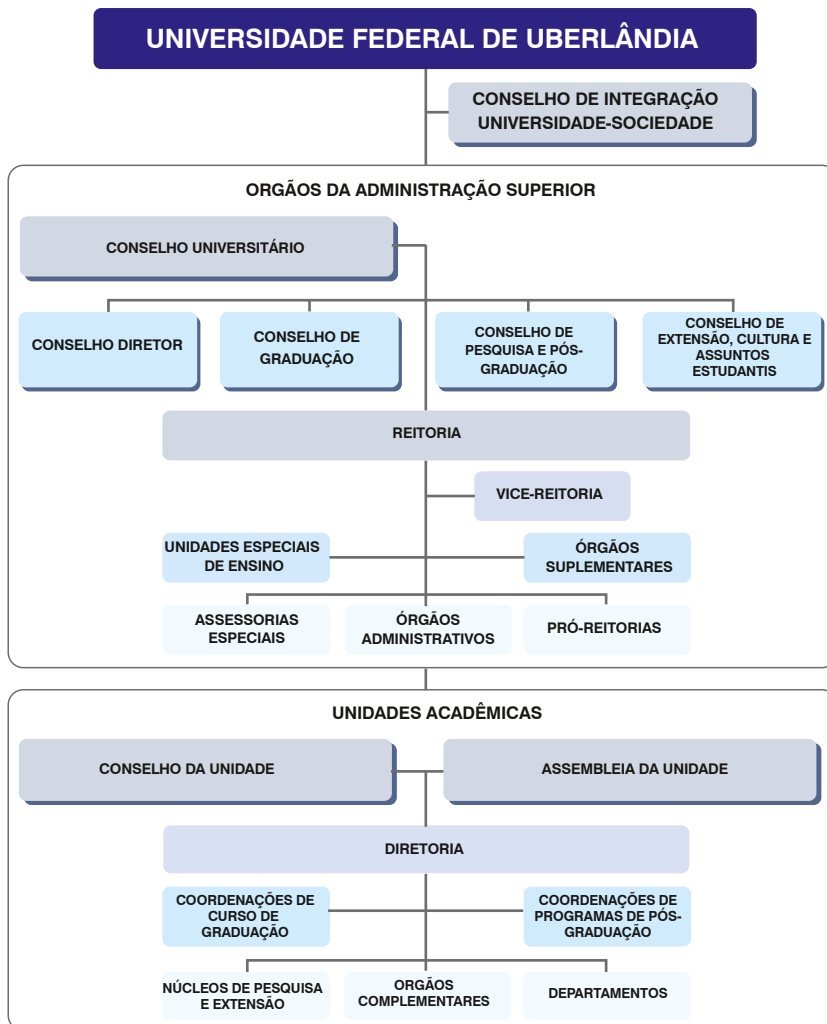 UNIVERSIDADE FEDERAL DE UBERLÂNDIA
CONSELHO DE INTEGRAÇÃO
UNIVERSIDADE-SOCIEDADE
ORGÃOS DA ADMINISTRAÇÃO SUPERIOR
CONSELHO UNIVERSITÁRIO
CONSELHO DIRETOR
CONSELHO DE
GRADUAÇÃO
CONSELHO DE
PESQUISA E PÓS-
GRADUAÇÃO
CONSELHO DE
EXTENSÃO, CULTURA E
ASSUNTOS
ESTUDANTIS
REITORIA
VICE-REITORIA
UNIDADES ESPECIAIS
DE ENSINO
ÓRGÃOS
SUPLEMENTARES
ASSESSORIAS
ESPECIAIS
ÓRGÃOS
ADMINISTRATIVOS
PRÓ-REITORIAS
UNIDADES ACADÊMICAS
CONSELHO DA UNIDADE
ASSEMBLEIA DA UNIDADE
DIRETORIA
COORDENAÇÕES DE
CURSO DE
GRADUAÇÃO
COORDENAÇÕES DE
PROGRAMAS DE PÓS-
GRADUAÇÃO
NÚCLEOS DE PESQUISA
E EXTENSÃO
ORGÃOS
COMPLEMENTARES
DEPARTAMENTOS